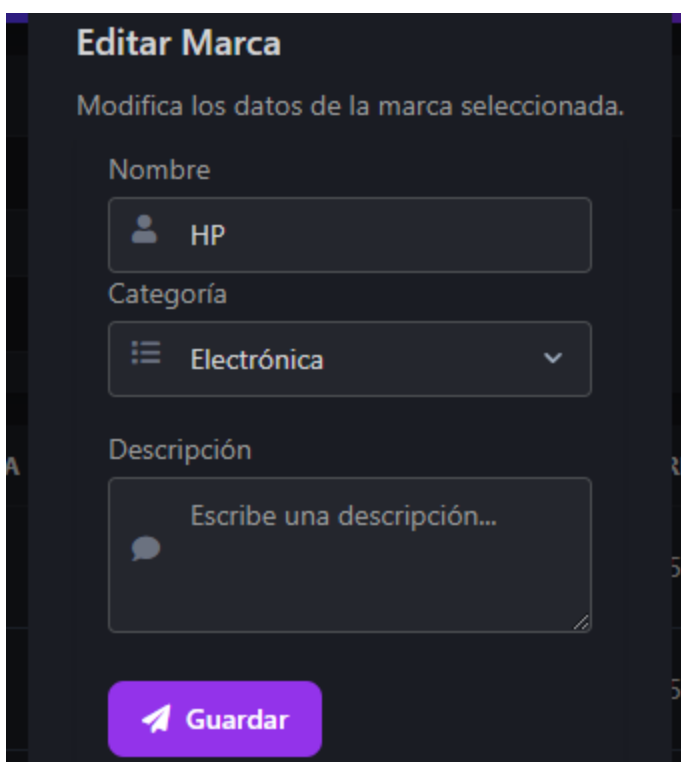 Editar Marca
Modifica los datos de la marca seleccionada.
Nombre
HP
Categoría
Electrónica
Descripción
A
Escribe una descripción...
Guardar